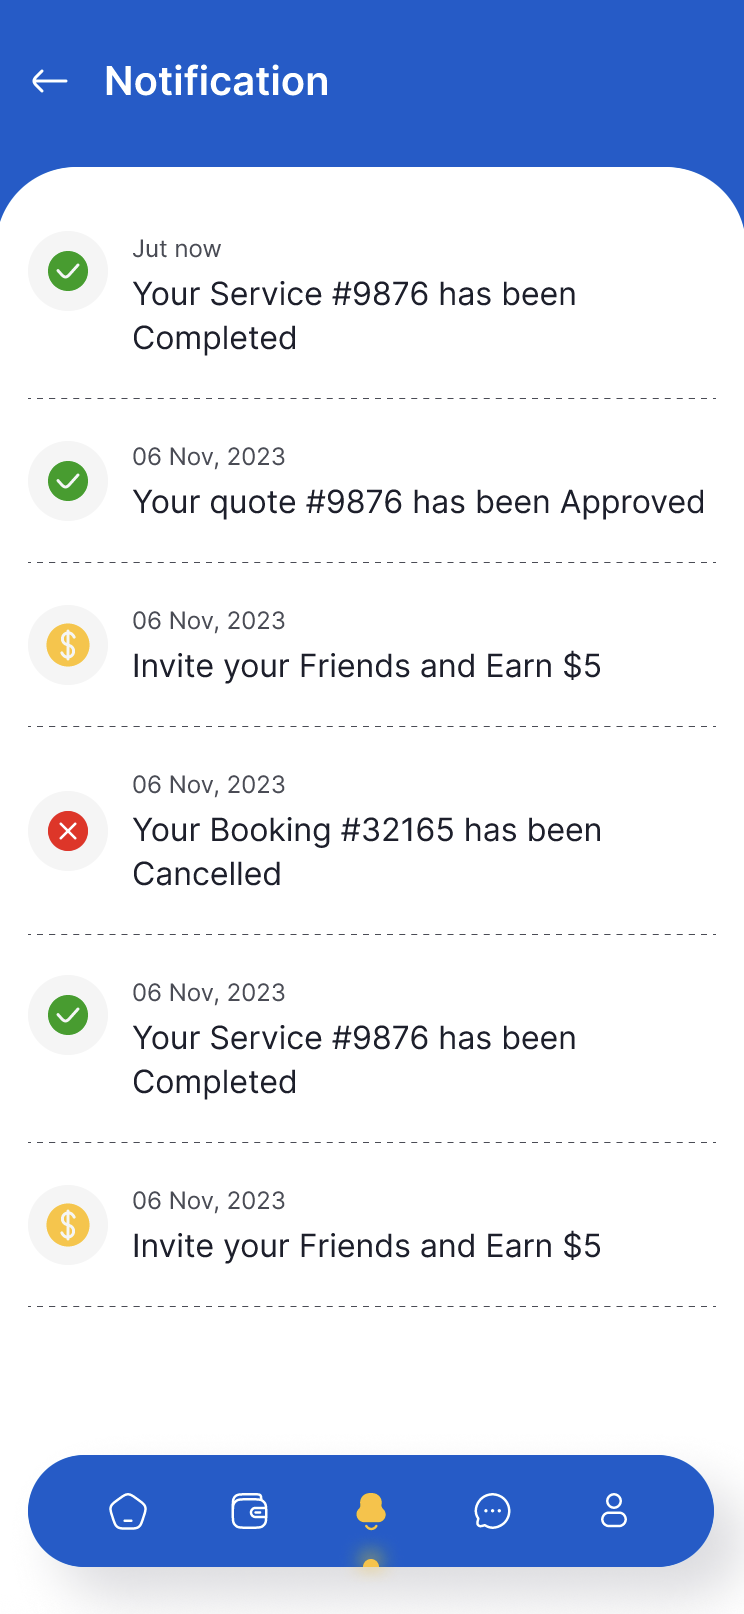 Notification
Jut now
Your Service #9876 has been
Completed
06 Nov, 2023
Your quote #9876 has been Approved
06 Nov, 2023
Invite your Friends and Earn $5
06 Nov, 2023
Your Booking #32165 has been
Cancelled
06 Nov, 2023
Your Service #9876 has been
Completed
06 Nov, 2023
Invite your Friends and Earn $5